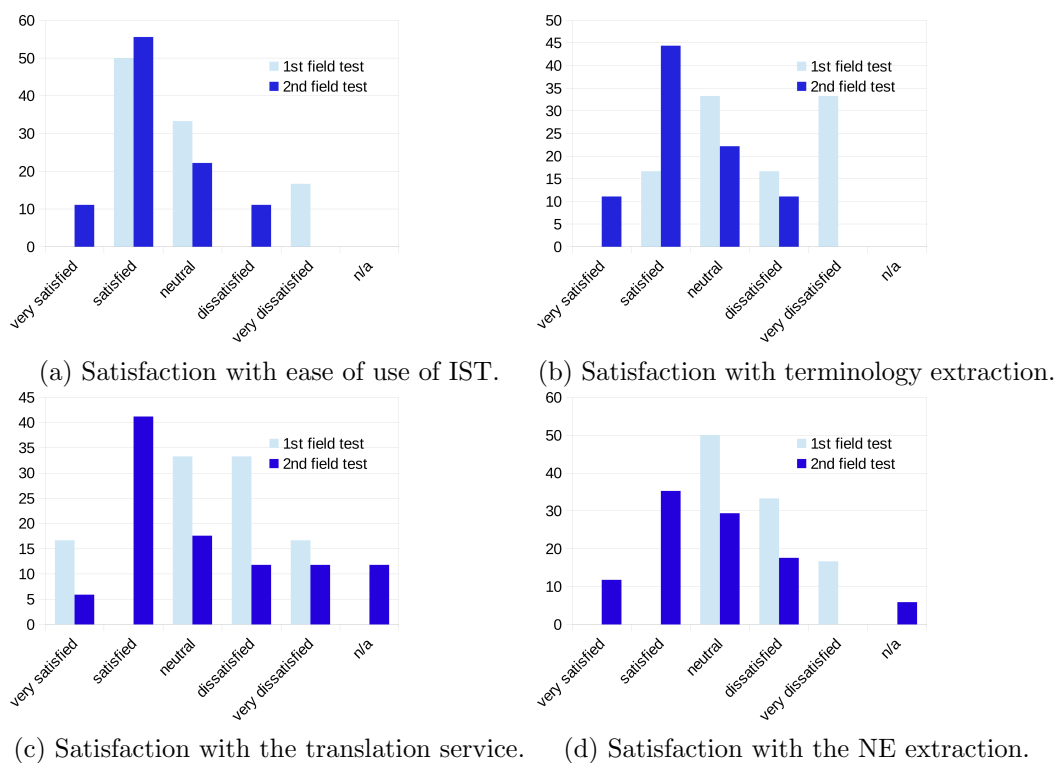 60
50
40
30
20
10
0
1st field test
2nd field test
very satisfied
satisfied
neutral
dissatisfied
very dissatisfied
n/a
(a) Satisfaction with ease of use of IST.
50
45
40
35
30
25
20
15
10
5
0
1st field test
2nd field test
very satisfied
satisfied
neutral
dissatisfied
very dissatisfied
n/a
(b) Satisfaction with terminology extraction.
45
40
35
30
25
20
15
10
5
0
1st field test
2nd field test
very satisfied
satisfied
neutral
dissatisfied
very dissatisfied
n/a
(c) Satisfaction with the translation service.
60
50
40
30
20
10
0
1st field test
2nd field test
very satisfied
satisfied
neutral
dissatisfied
very dissatisfied
n/a
(d) Satisfaction with the NE extraction.